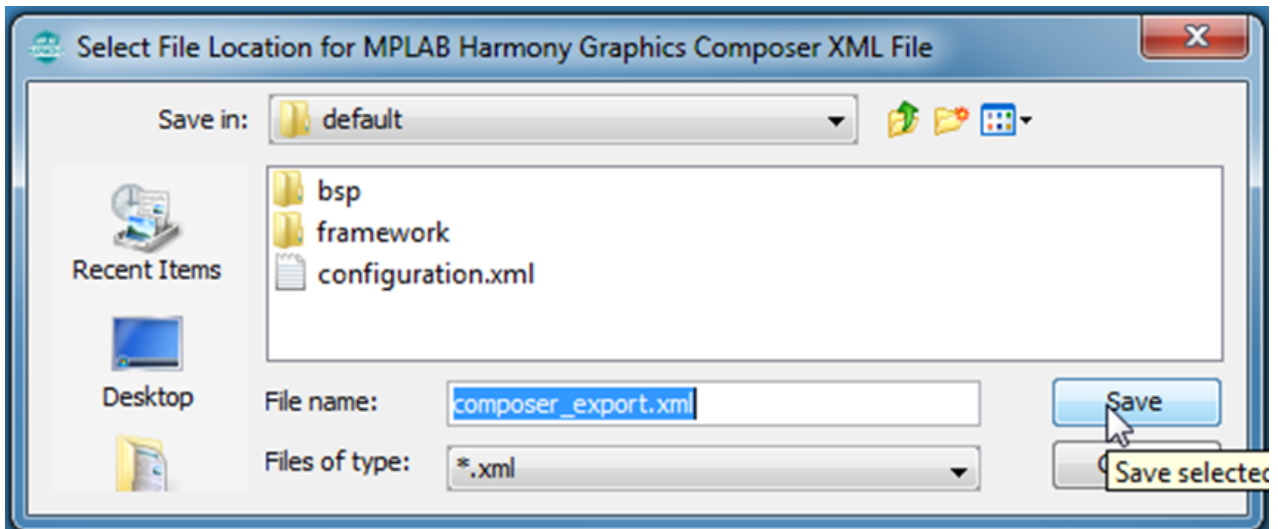 Select File Location for MPLAB Harmony Graphics Composer XML File
Save in: default
bsp
framework
configuration.xml
Recent Items
Desktop
File name: composer_export.xml Save
Files of type: *.xml
Save selected